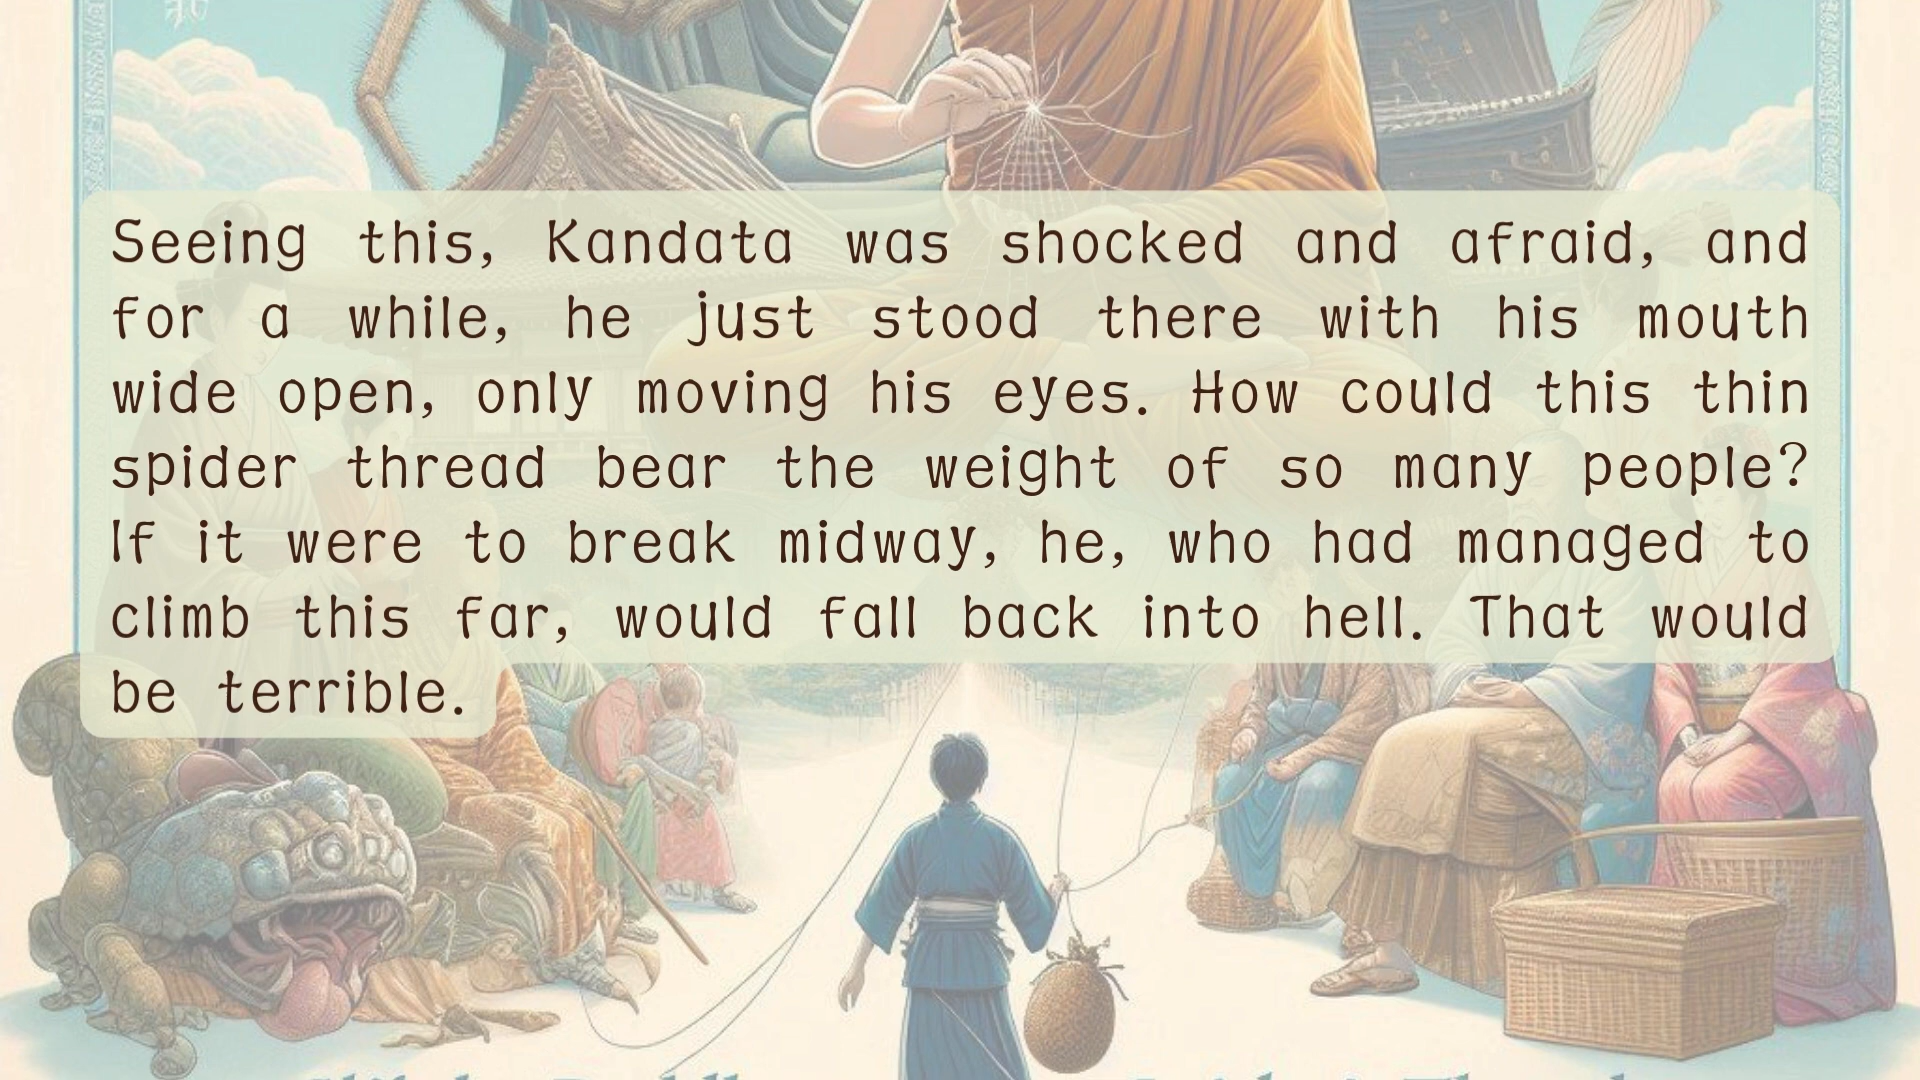 Seeing this, Kandata was shocked and afraid, and
for a while, he just stood there with his mouth
wide open, only moving his eyes. How could this thin
spider thread bear the weight of so many people?
If it were to break midway, he, who had managed to
climb this far, would fall back into hell. That would
be terrible.